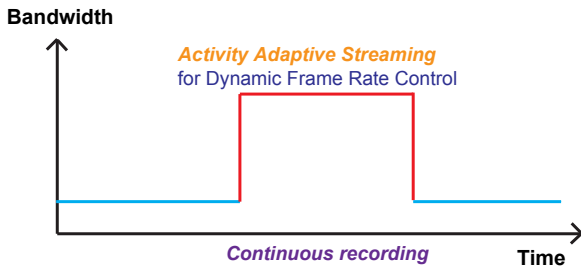 Bandwidth
Activity Adaptive Streaming
for Dynamic Frame Rate Control
Continuous recording
Time